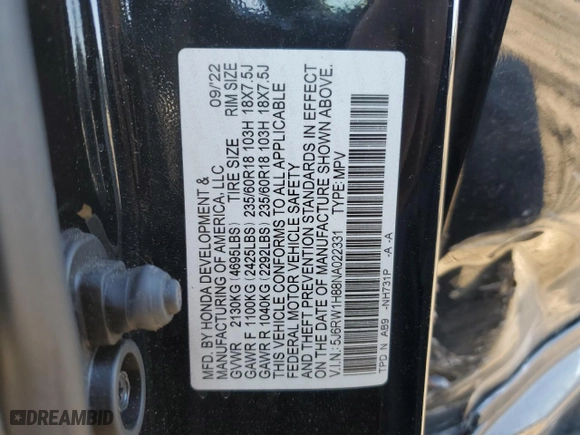 MFD. BY HONDA DEVELOPMENT &
MANUFACTURING OF AMERICA, LLC 09/22
TIRE SIZE RIM SIZE
GVWR 2130KG (4695LBS)
GAWR F 1100KG (2425LBS) 235/60R18 103H 18X7.5J
GAWR R 1040KG (2292LBS) 235/60R18 103H 18X7.5J
THIS VEHICLE CONFORMS TO ALL APPLICABLE
FEDERAL MOTOR VEHICLE SAFETY
AND THEFT PREVENTION STANDARDS IN EFFECT
ON THE DATE OF MANUFACTURE SHOWN ABOVE.
V.I.N.: 5J6RW1H88NA022331 TYPE: MPV
TPD N AB9 -NH731P -A -A
DREAMBID